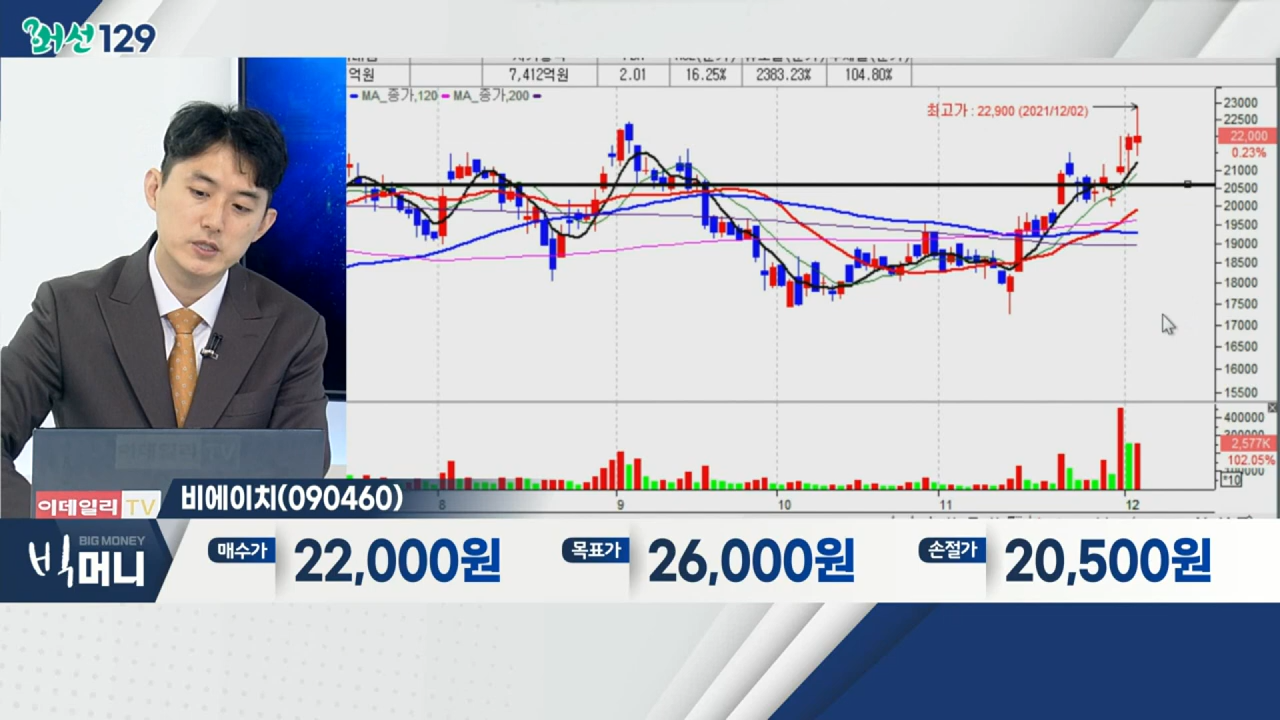 머선129
억원 7,412억원 2.01 16.25% 2383.23% 104.80%
MA_종가,120 MA_종가,200
최고가 : 22,900 (2021/12/02)
23000
22500
22,000
0.23%
21000
20500
20000
19500
19000
18500
18000
17500
17000
16500
16000
15500
400000
2,577K
102.05%
*10
8 9 10 11 12
이데일리 TV
비에이치(090460)
BIG MONEY
빅머니
매수가 22,000원 목표가 26,000원 손절가 20,500원